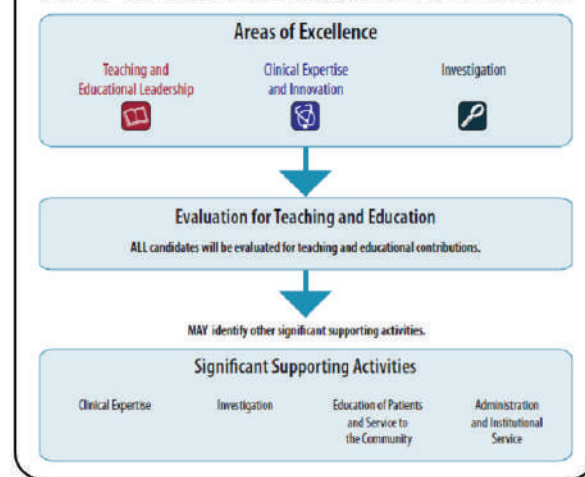 Areas of Excellence
Teaching and
Educational Leadership
Clinical Expertise
and Innovation
Investigation
Evaluation for Teaching and Education
ALL candidates will be evaluated for teaching and educational contributions.
MAY identify other significant supporting activities.
Significant Supporting Activities
Clinical Expertise
Investigation
Education of Patients
and Service to
the Community
Administration
and Institutional
Service